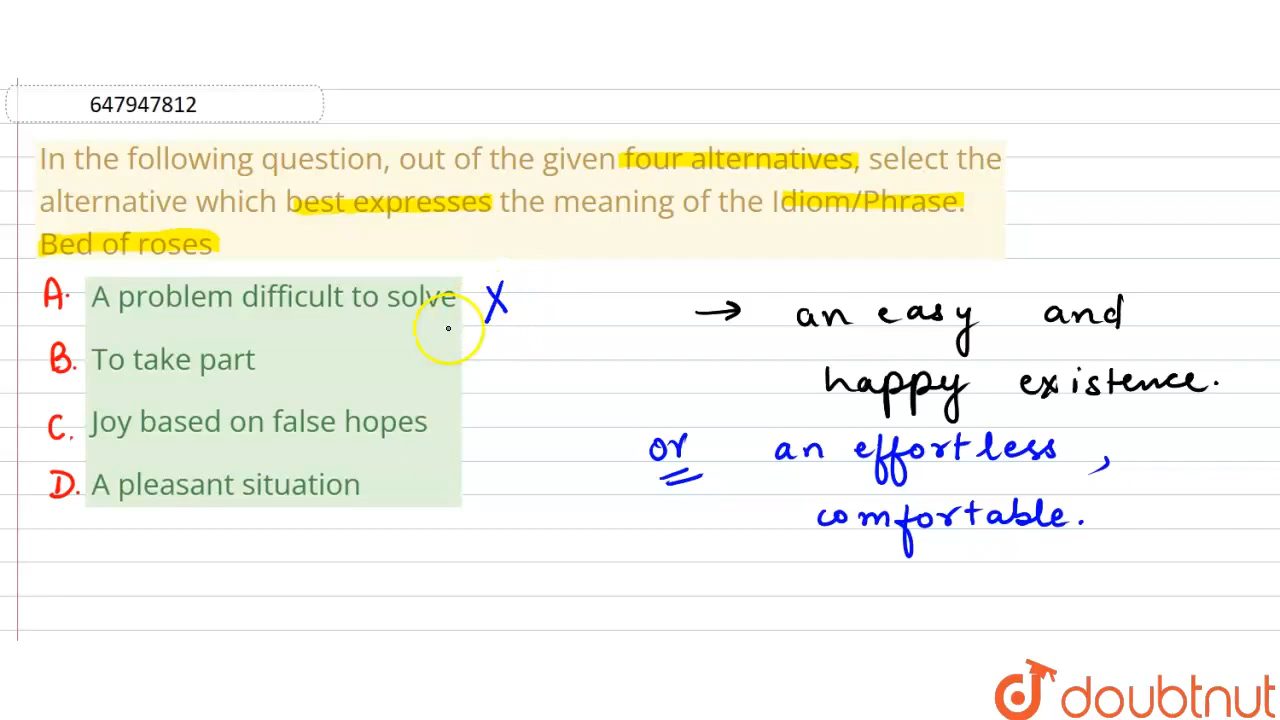 647947812
In the following question, out of the given four alternatives, select the
alternative which best expresses the meaning of the Idiom/Phrase.
Bed of roses
A. A problem difficult to solve X
B. To take part
C. Joy based on false hopes
D. A pleasant situation
→ an easy and
happy existence.
or an effortless,
comfortable.
doubtnut